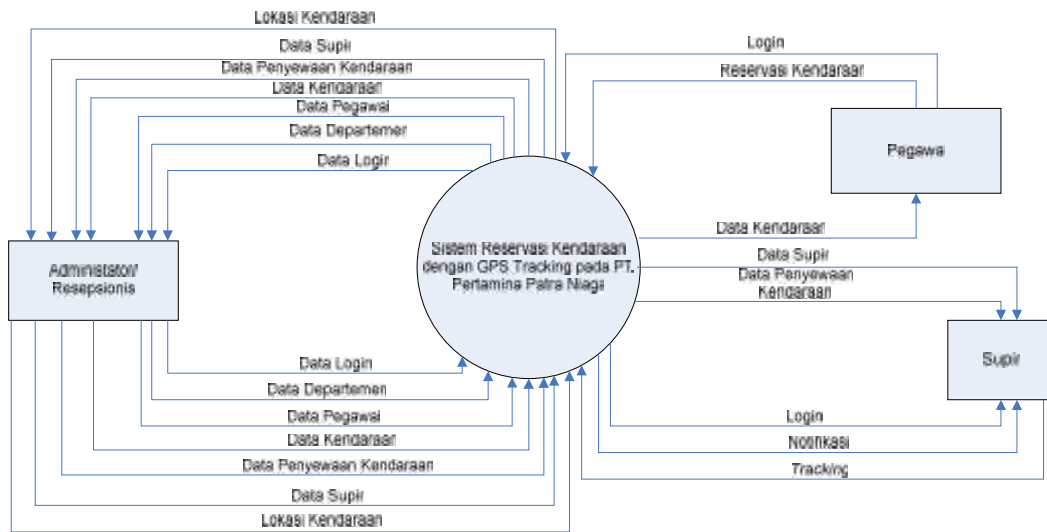 Lokasi Kendaraan
Data Supir
Data Penyewaan Kendaraan
Data Kendaraan
Data Pegawai
Data Departemen
Data Login
Login
Reservasi Kendaraan
Pegawa
Administator/
Resepsionis
Sistem Reservasi Kendaraan
dengan GPS Tracking pada PT.
Pertamina Patra Niaga
Data Kendaraan
Data Supir
Data Penyewaan
Kendaraan
Supir
Data Login
Data Departemen
Data Pegawai
Data Kendaraan
Data Penyewaan Kendaraan
Data Supir
Lokasi Kendaraan
Login
Notifikasi
Tracking